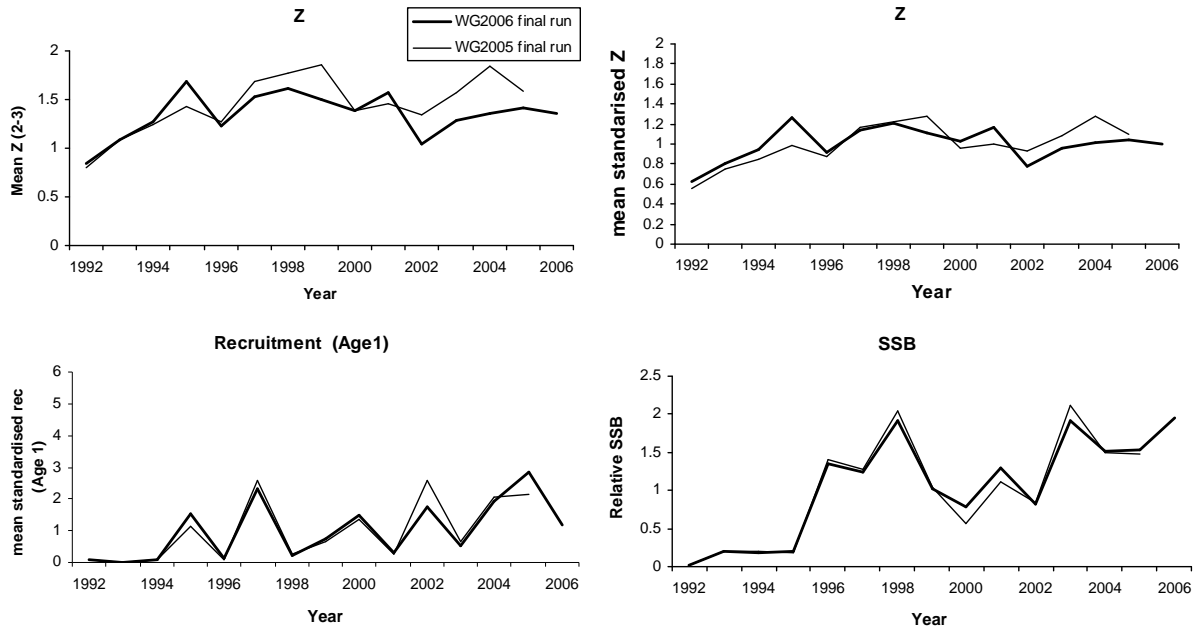 Z
WG2006 final run
WG2005 final run
Mean Z (2-3)
2
1.5
1
0.5
0
1992 1994 1996 1998 2000 2002 2004 2006
Year
Z
mean standarised Z
2
1.8
1.6
1.4
1.2
1
0.8
0.6
0.4
0.2
0
1992 1994 1996 1998 2000 2002 2004 2006
Year
Recruitment (Age1)
mean standardised rec
(Age 1)
6
5
4
3
2
1
0
1992 1994 1996 1998 2000 2002 2004 2006
Year
SSB
Relative SSB
2.5
2
1.5
1
0.5
0
1992 1994 1996 1998 2000 2002 2004 2006
Year